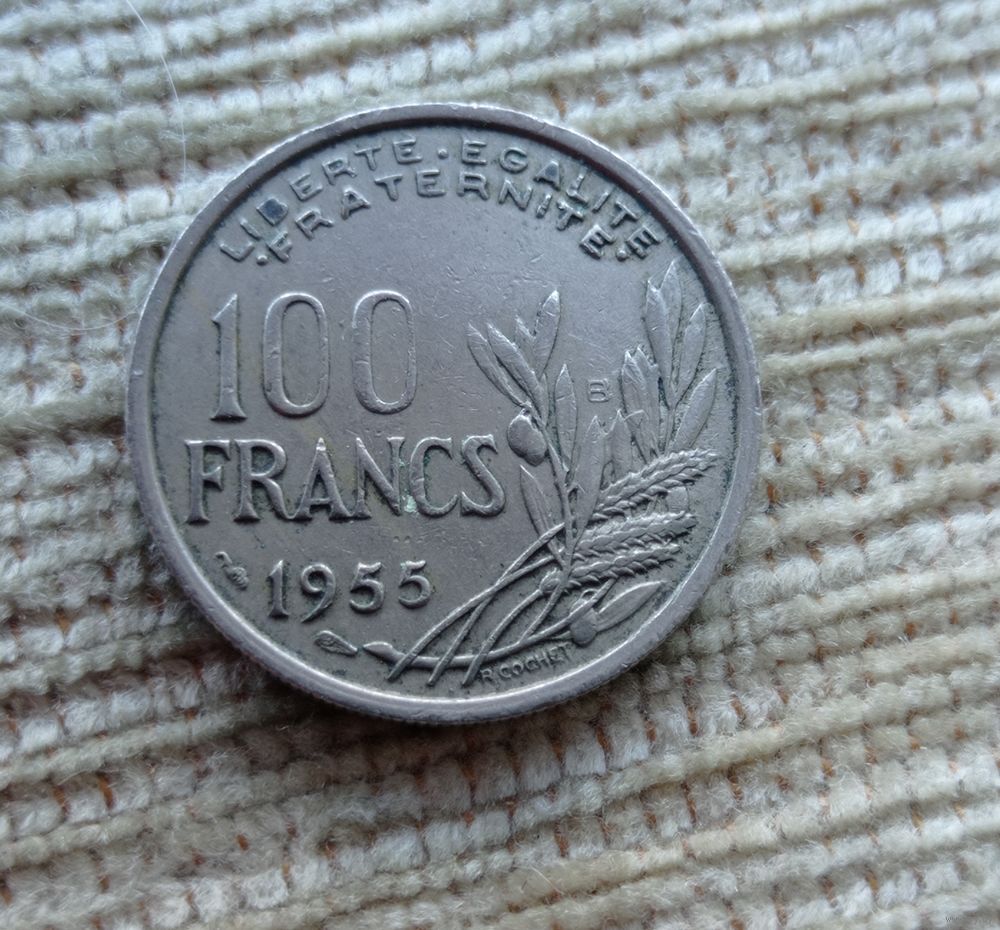 LIBERTE · EGALITE
· FRATERNITE ·
100
FRANCS
B
1955
R. COCHET